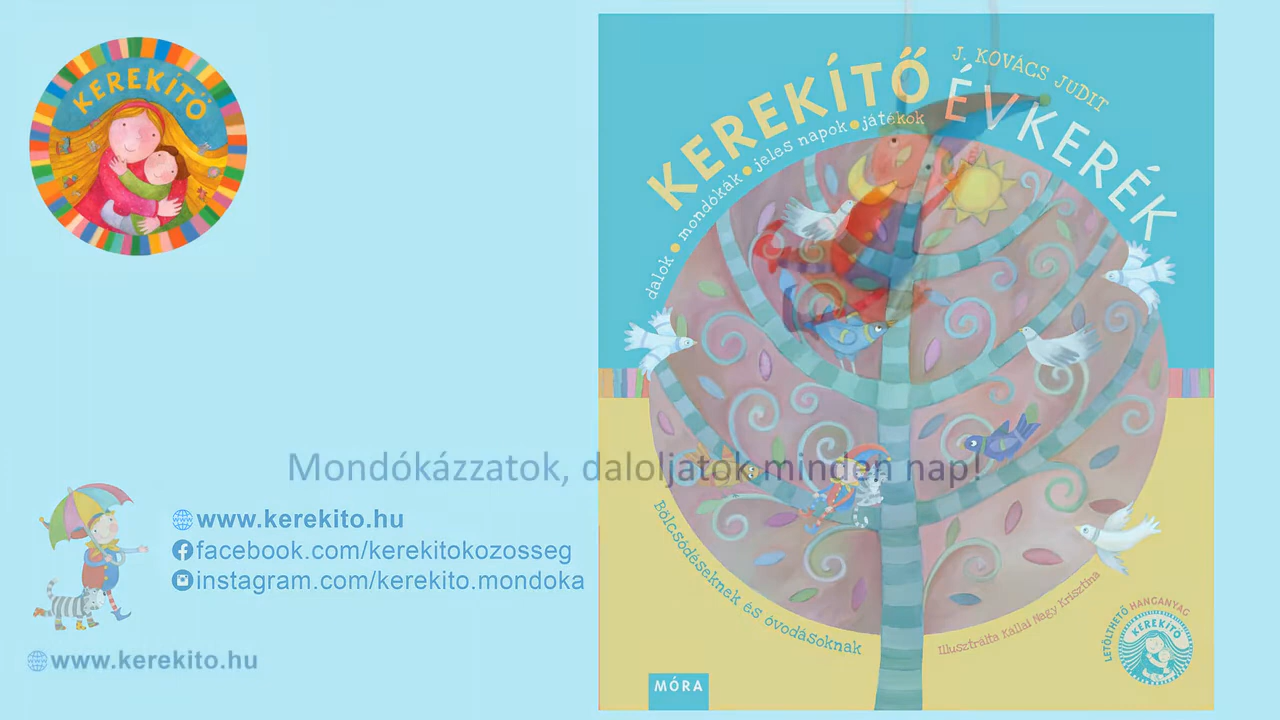 KEREKÍTŐ
J. KOVÁCS JUDIT
KEREKÍTŐ
ÉVKERÉK
dalok • mondókák • jeles napok • játékok
Mondókázzatok, daloljatok minden nap!
www.kerekito.hu
facebook.com/kerekitokozosseg
instagram.com/kerekito.mondoka
www.kerekito.hu
Bölcsődéseknek és óvodásoknak
Illusztrálta Kállai Nagy Krisztina
LETÖLTHETŐ HANGANYAG
KEREKÍTŐ
MÓRA